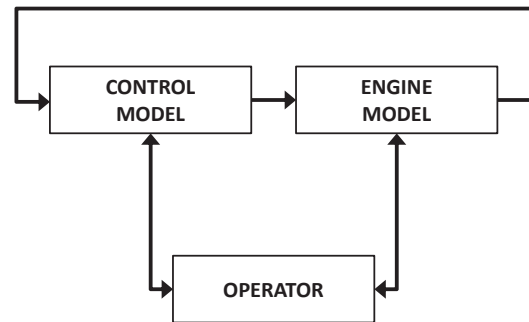 CONTROL
MODEL
ENGINE
MODEL
OPERATOR